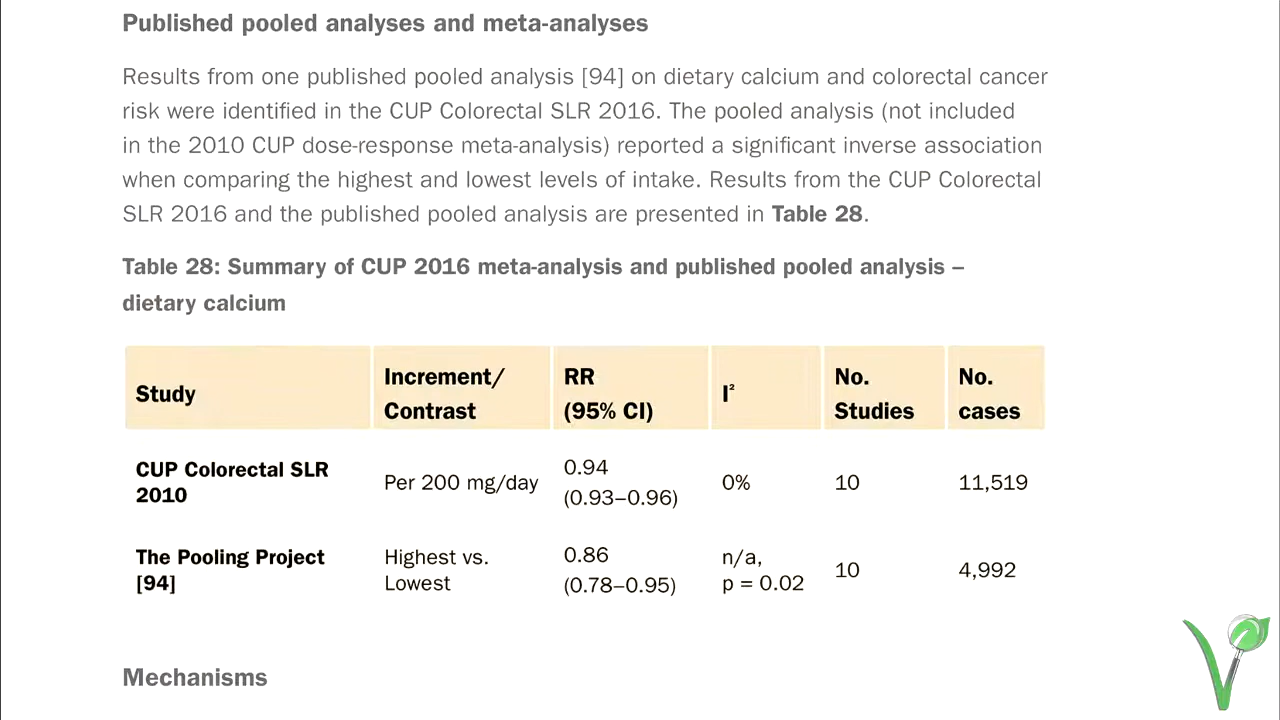 Published pooled analyses and meta-analyses
Results from one published pooled analysis [94] on dietary calcium and colorectal cancer
risk were identified in the CUP Colorectal SLR 2016. The pooled analysis (not included
in the 2010 CUP dose-response meta-analysis) reported a significant inverse association
when comparing the highest and lowest levels of intake. Results from the CUP Colorectal
SLR 2016 and the published pooled analysis are presented in Table 28.
Table 28: Summary of CUP 2016 meta-analysis and published pooled analysis –
dietary calcium
Study
Increment/
Contrast
RR
(95% CI)
I²
No.
Studies
No.
cases
CUP Colorectal SLR
2010
Per 200 mg/day
0.94
(0.93–0.96)
0%
10
11,519
The Pooling Project
[94]
Highest vs.
Lowest
0.86
(0.78–0.95)
n/a,
p = 0.02
10
4,992
Mechanisms